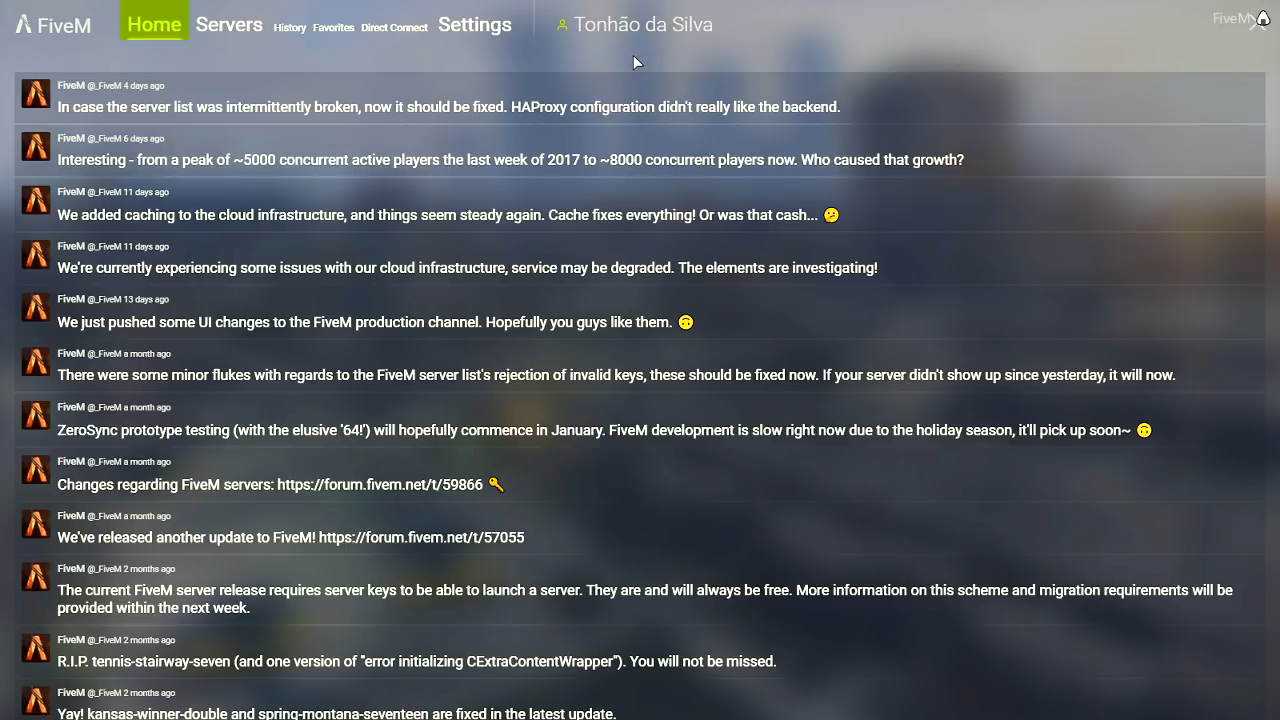 FiveM
Home Servers History Favorites Direct Connect Settings Tonhão da Silva
FiveM
FiveM @_FiveM 4 days ago
In case the server list was intermittently broken, now it should be fixed. HAProxy configuration didn't really like the backend.
FiveM @_FiveM 6 days ago
Interesting - from a peak of ~5000 concurrent active players the last week of 2017 to ~8000 concurrent players now. Who caused that growth?
FiveM @_FiveM 11 days ago
We added caching to the cloud infrastructure, and things seem steady again. Cache fixes everything! Or was that cash... 🤔
FiveM @_FiveM 11 days ago
We're currently experiencing some issues with our cloud infrastructure, service may be degraded. The elements are investigating!
FiveM @_FiveM 13 days ago
We just pushed some UI changes to the FiveM production channel. Hopefully you guys like them. 🙃
FiveM @_FiveM a month ago
There were some minor flukes with regards to the FiveM server list's rejection of invalid keys, these should be fixed now. If your server didn't show up since yesterday, it will now.
FiveM @_FiveM a month ago
ZeroSync prototype testing (with the elusive '64!') will hopefully commence in January. FiveM development is slow right now due to the holiday season, it'll pick up soon~ 🙃
FiveM @_FiveM a month ago
Changes regarding FiveM servers: https://forum.fivem.net/t/59866 🔑
FiveM @_FiveM a month ago
We've released another update to FiveM! https://forum.fivem.net/t/57055
FiveM @_FiveM 2 months ago
The current FiveM server release requires server keys to be able to launch a server. They are and will always be free. More information on this scheme and migration requirements will be
provided within the next week.
FiveM @_FiveM 2 months ago
R.I.P. tennis-stairway-seven (and one version of "error initializing CExtraContentWrapper"). You will not be missed.
FiveM @_FiveM 2 months ago
Yay! kansas-winner-double and spring-montana-seventeen are fixed in the latest update.